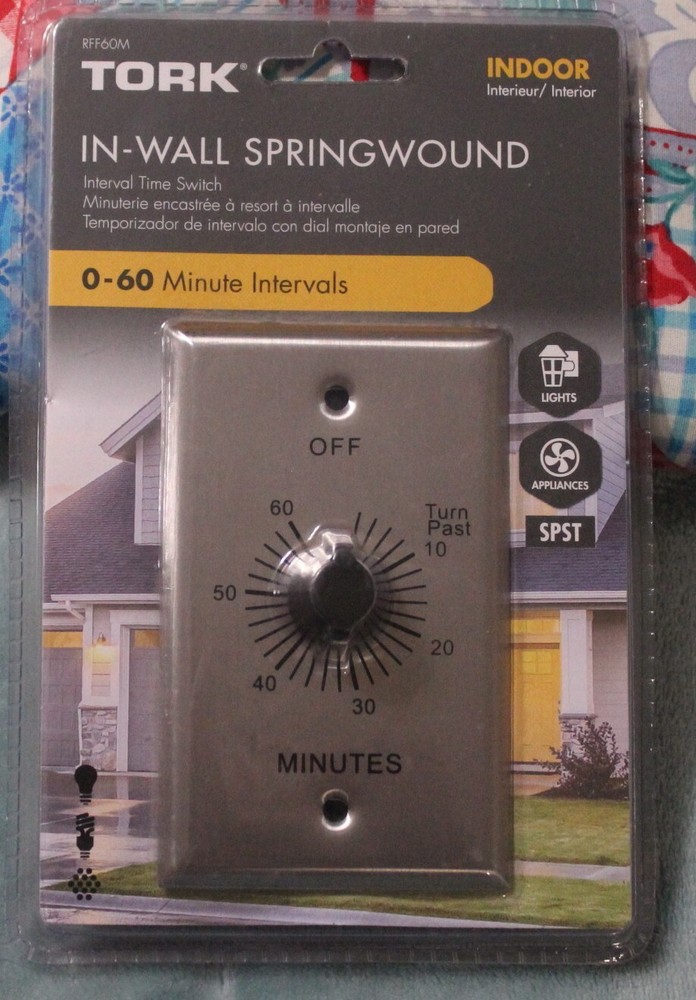 RFF60M
TORK®
INDOOR
Interieur/ Interior
IN-WALL SPRINGWOUND
Interval Time Switch
Minuterie encastrée à resort à intervalle
Temporizador de intervalo con dial montaje en pared
0-60 Minute Intervals
LIGHTS
APPLIANCES
SPST
OFF
60
Turn
Past
10
50
20
40
30
MINUTES